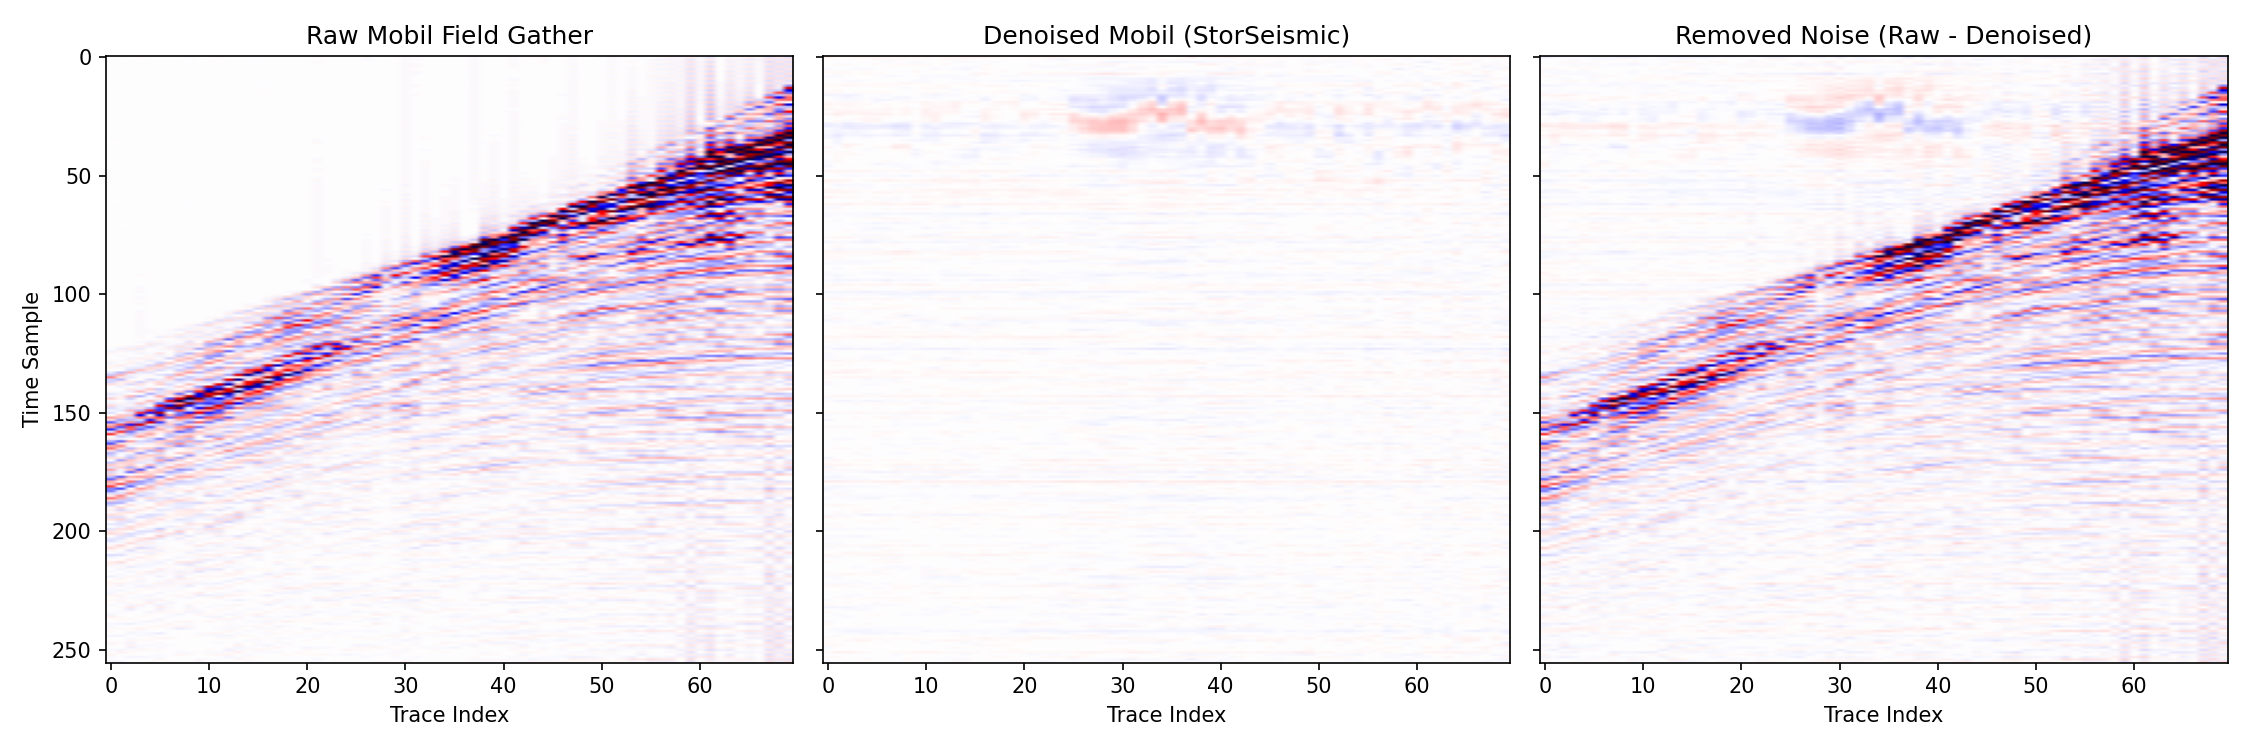 Raw Mobil Field Gather
Denoised Mobil (StorSeismic)
Removed Noise (Raw - Denoised)
Time Sample
0
50
100
150
200
250
0 10 20 30 40 50 60
0 10 20 30 40 50 60
0 10 20 30 40 50 60
Trace Index
Trace Index
Trace Index